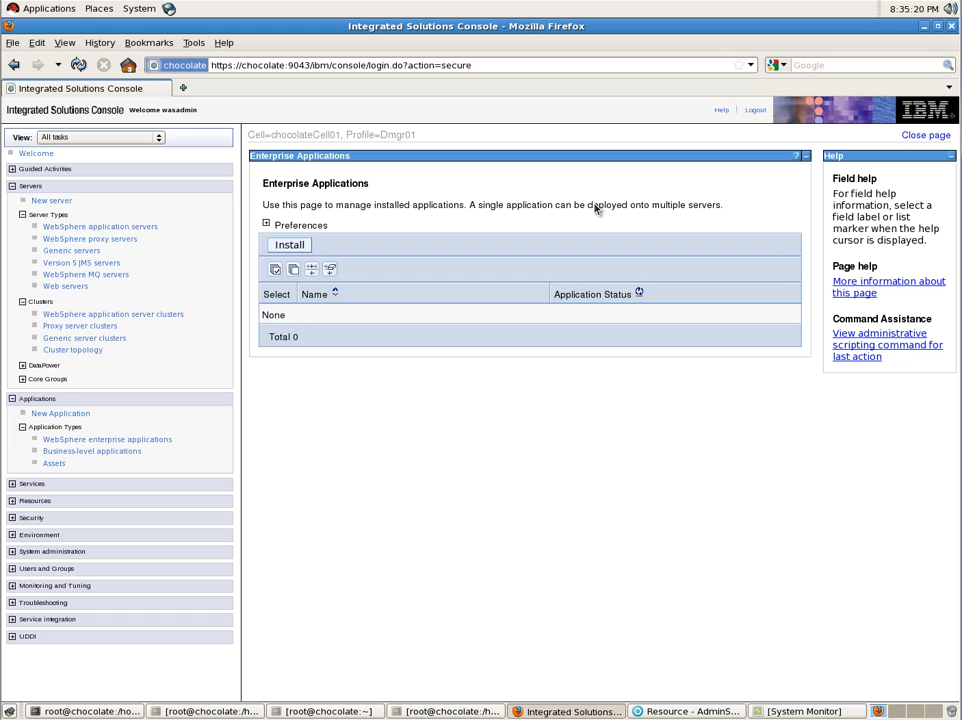 Applications Places System 8:35:20 PM
Integrated Solutions Console - Mozilla Firefox
File Edit View History Bookmarks Tools Help
chocolate https://chocolate:9043/ibm/console/login.do?action=secure Google
Integrated Solutions Console
Integrated Solutions Console Welcome wasadmin Help | Logout IBM.
View: All tasks
Welcome
Guided Activities
Servers
New server
Server Types
WebSphere application servers
WebSphere proxy servers
Generic servers
Version 5 JMS servers
WebSphere MQ servers
Web servers
Clusters
WebSphere application server clusters
Proxy server clusters
Generic server clusters
Cluster topology
DataPower
Core Groups
Applications
New Application
Application Types
WebSphere enterprise applications
Business-level applications
Assets
Services
Resources
Security
Environment
System administration
Users and Groups
Monitoring and Tuning
Troubleshooting
Service integration
UDDI
Cell=chocolateCell01, Profile=Dmgr01 Close page
Enterprise Applications ? –
Enterprise Applications
Use this page to manage installed applications. A single application can be deployed onto multiple servers.
Preferences
Install
Select Name Application Status
None
Total 0
Help –
Field help
For field help
information, select a
field label or list
marker when the help
cursor is displayed.
Page help
More information about
this page
Command Assistance
View administrative
scripting command for
last action
root@chocolate:/ho... [root@chocolate:/h... [root@chocolate:~] [root@chocolate:/h... Integrated Solutions... Resource - AdminS... [System Monitor]